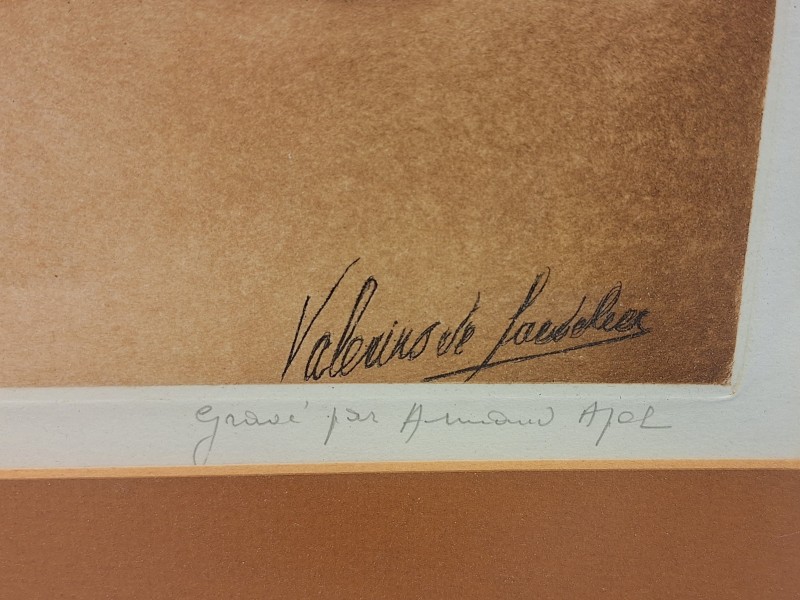 Valerius de Saedeleer
Gravé par Armand Apol